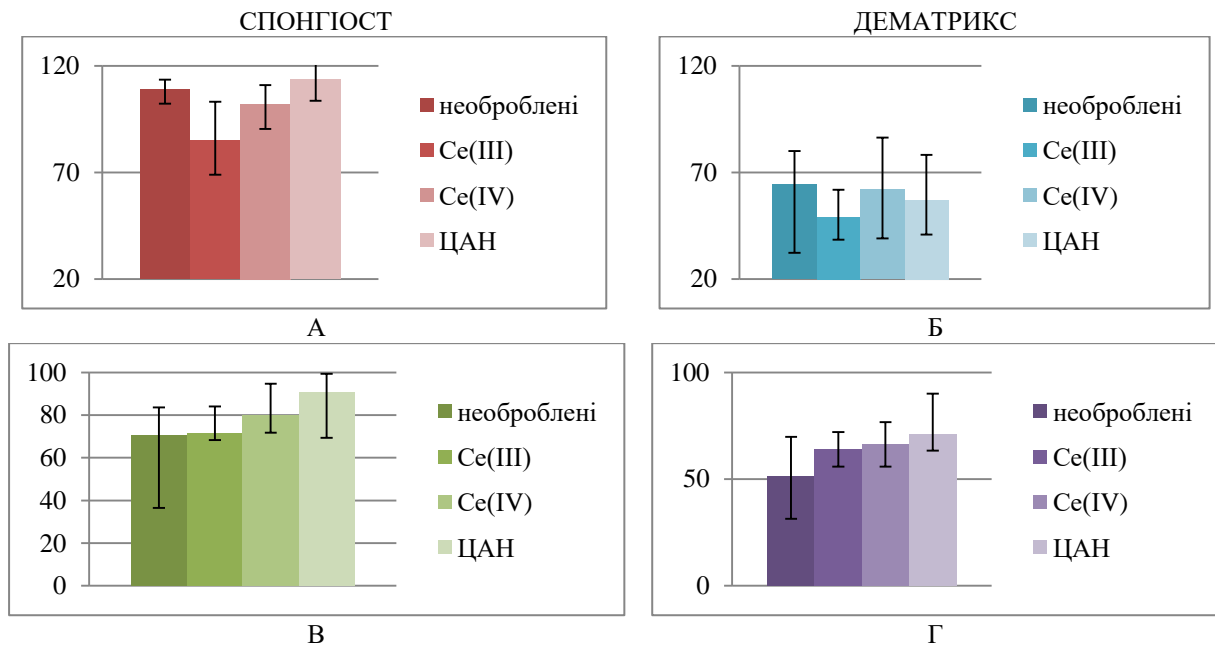 СПОНГІОСТ
120
70
20
необроблені
Ce(III)
Ce(IV)
ЦАН
А
ДЕМАТРИКС
120
70
20
необроблені
Ce(III)
Ce(IV)
ЦАН
Б
100
80
60
40
20
0
необроблені
Ce(III)
Ce(IV)
ЦАН
В
100
50
0
необроблені
Ce(III)
Ce(IV)
ЦАН
Г